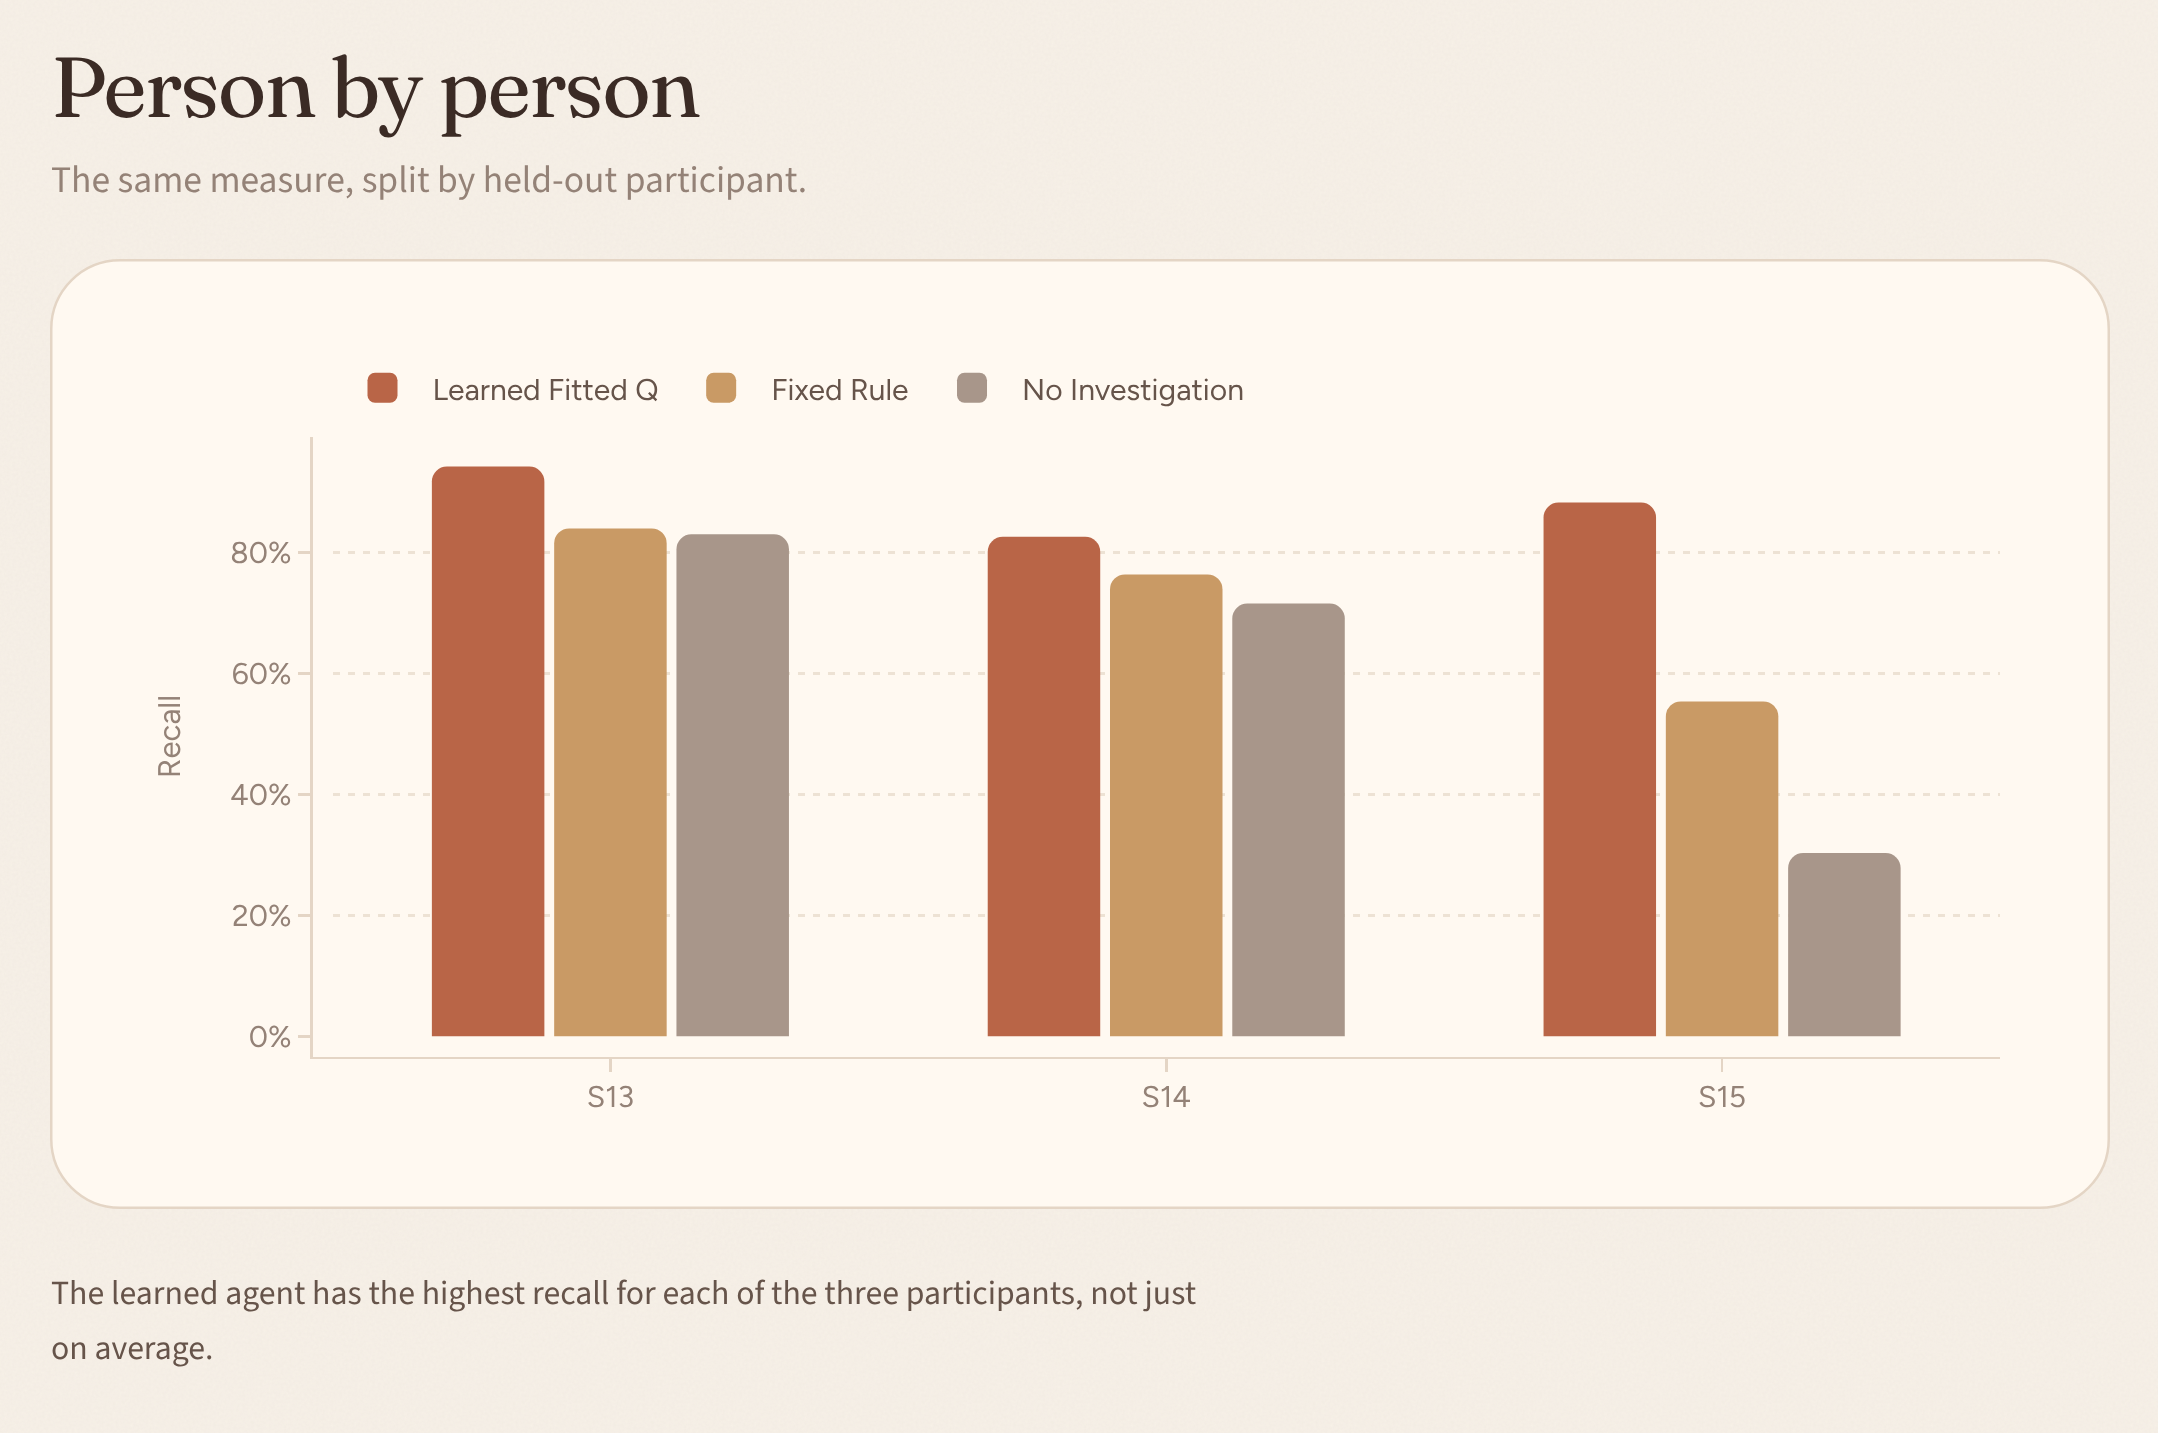 Person by person
The same measure, split by held-out participant.
Learned Fitted Q
Fixed Rule
No Investigation
80%
60%
40%
20%
0%
Recall
S13
S14
S15
The learned agent has the highest recall for each of the three participants, not just
on average.